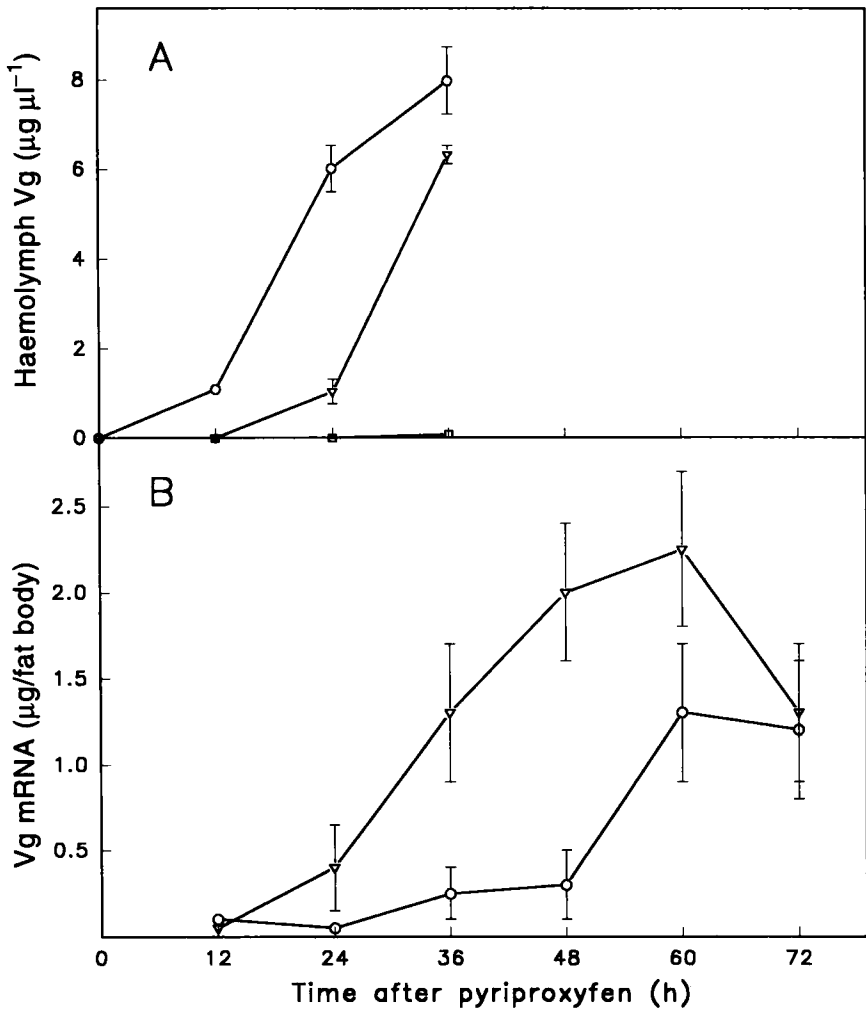 A
Haemolymph Vg (μg μl⁻¹)
8
6
4
2
0
B
Vg mRNA (μg/fat body)
2.5
2.0
1.5
1.0
0.5
0 12 24 36 48 60 72
Time after pyriproxyfen (h)